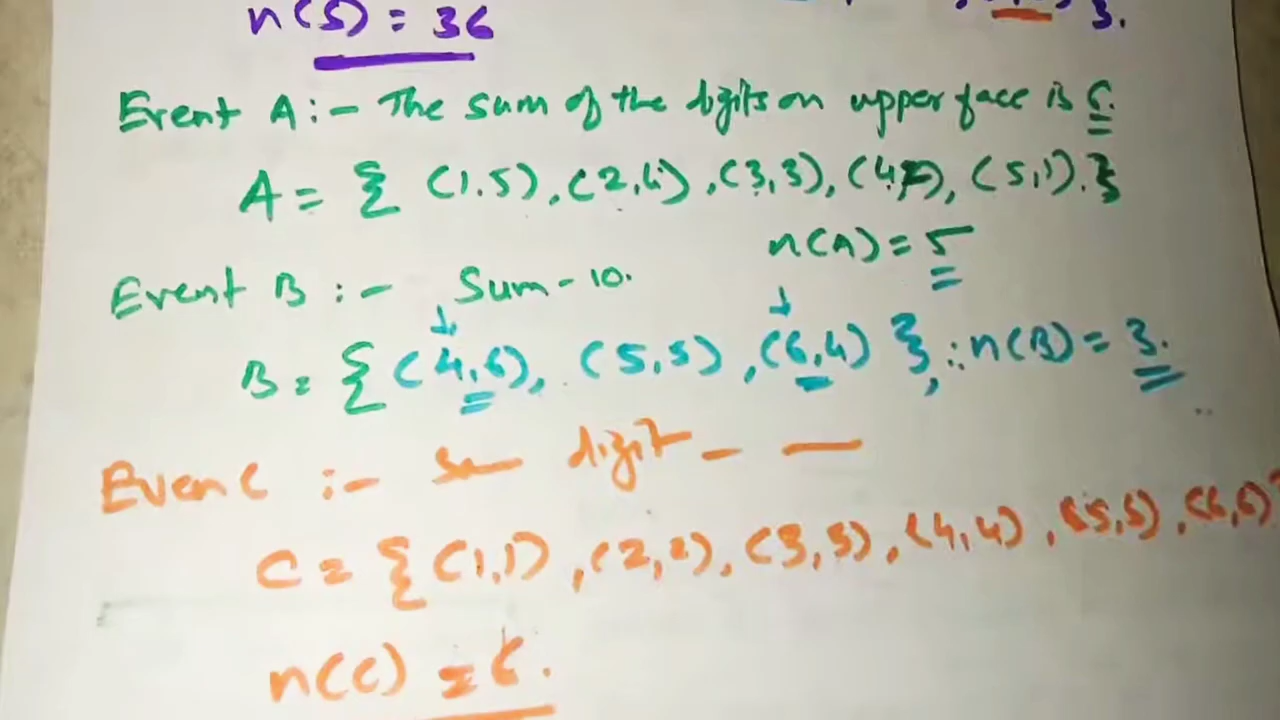 n(S) = 36
3.
Event A :- The sum of the digits on upper face is 6.
A = { (1.5), (2,4), (3,3), (4,2), (5,1).}
n(A) = 5
Event B :- Sum - 10.
B = { (4,6), (5,5), (6,4) }, ∴ n(B) = 3.
Even C :- digit - —
C = { (1,1), (2,2), (3,3), (4,4), (5,5), (6,6)
n(C) = 6.